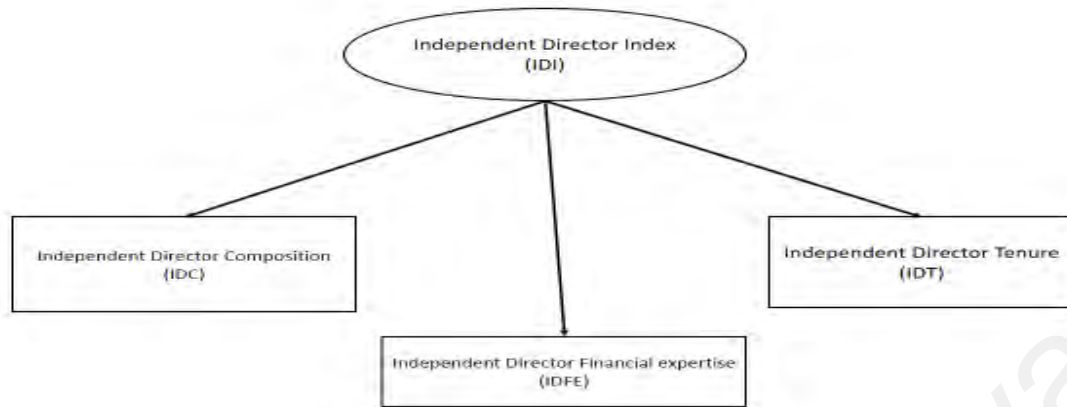 Independent Director Index
(IDI)
Independent Director Composition
(IDC)
Independent Director Tenure
(IDT)
Independent Director Financial expertise
(IDFE)